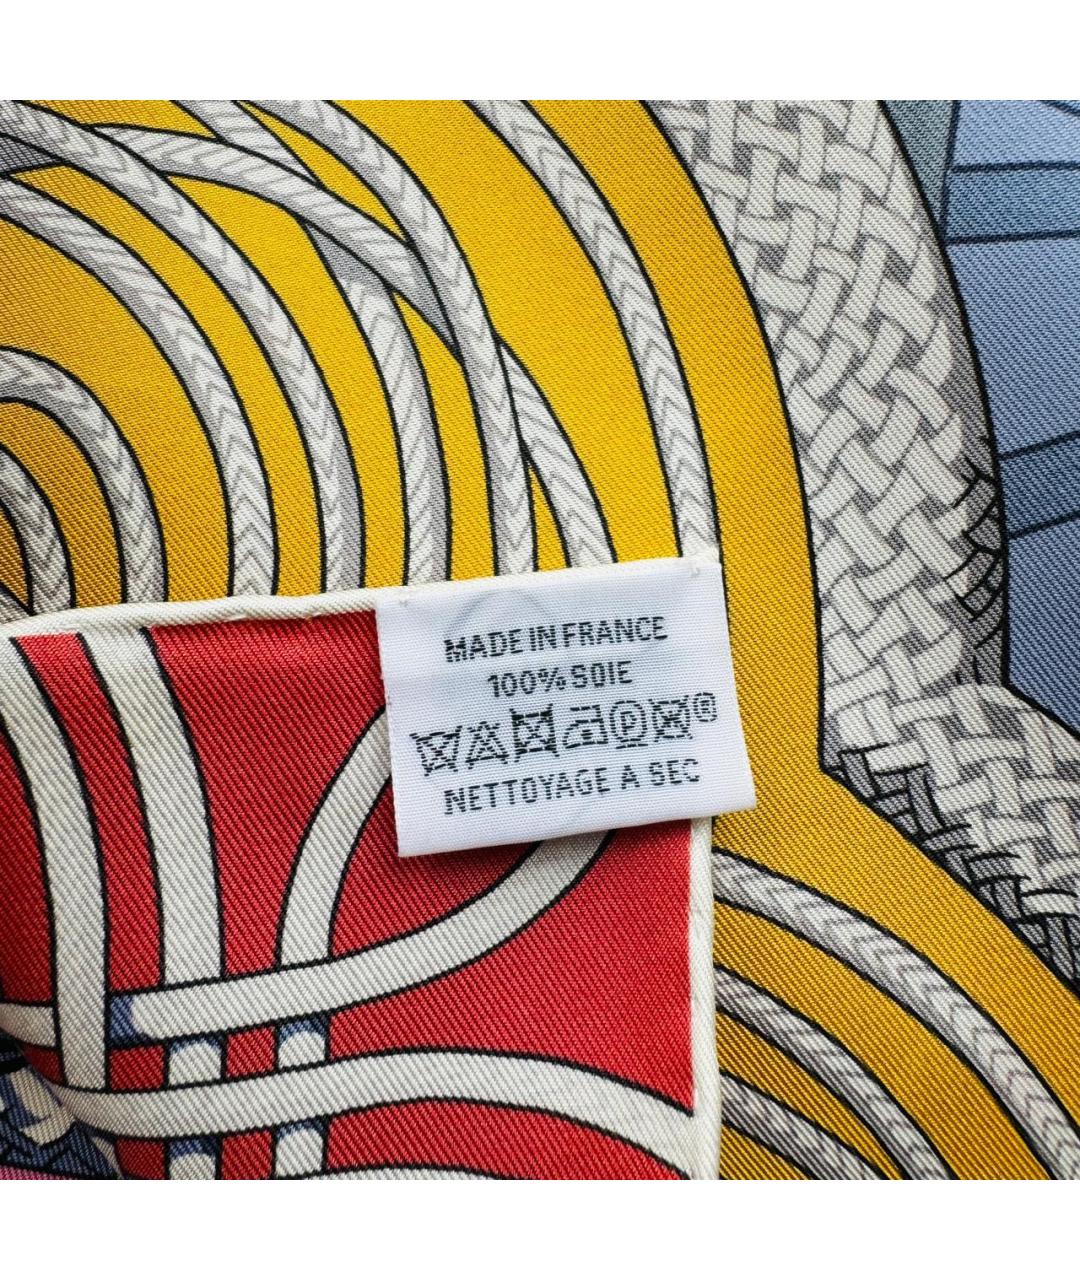 MADE IN FRANCE
100% SOIE
P ®
NETTOYAGE A SEC